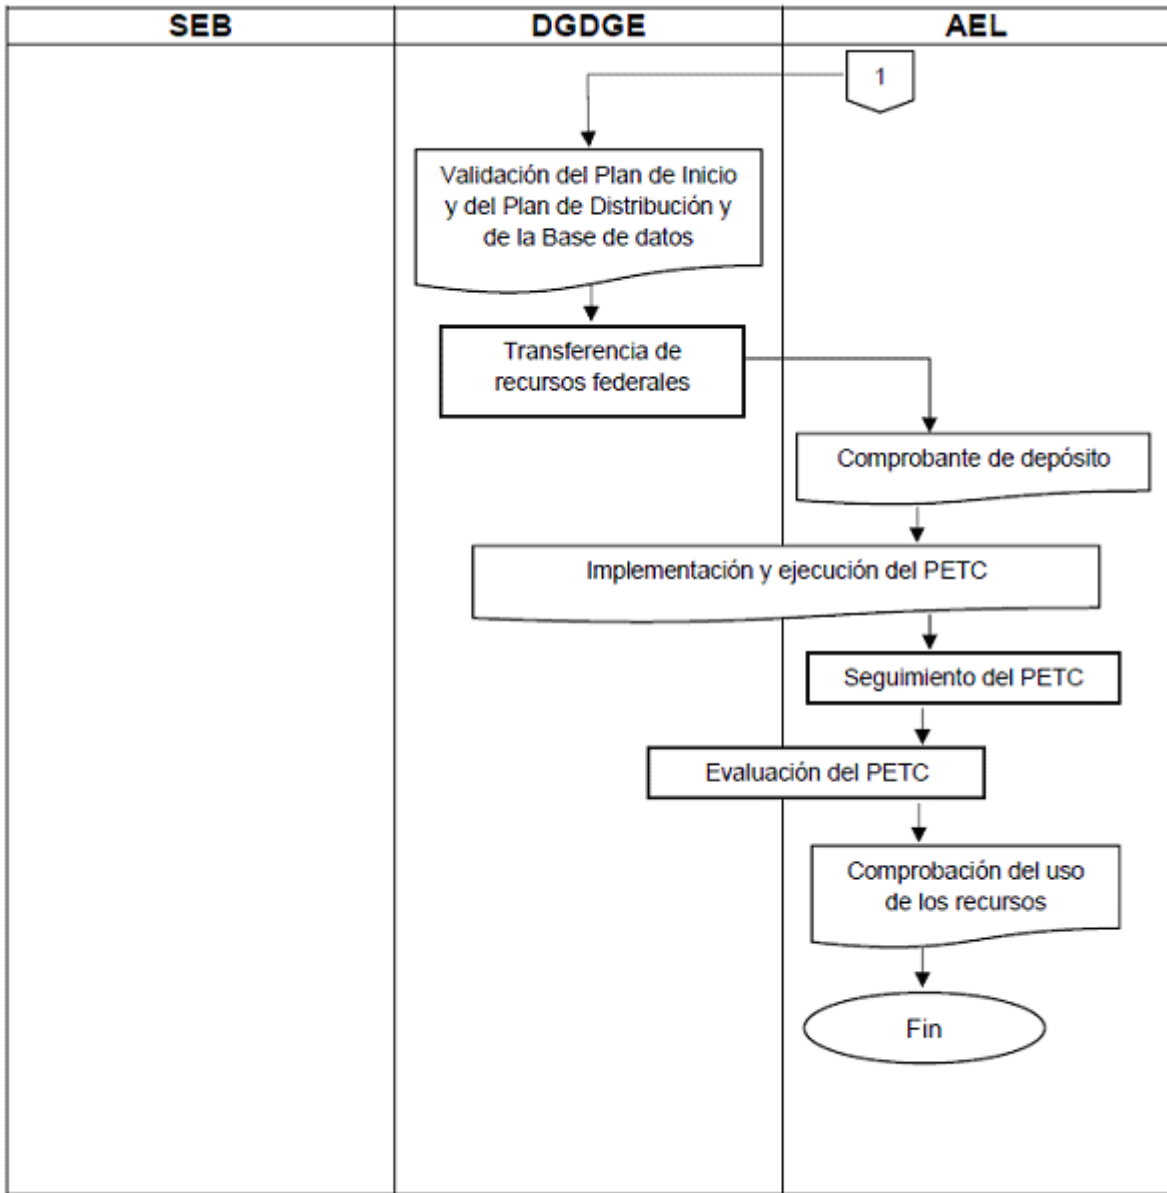 SEB
DGDGE
AEL
1
Validación del Plan de Inicio
y del Plan de Distribución y
de la Base de datos
Transferencia de
recursos federales
Comprobante de depósito
Implementación y ejecución del PETC
Seguimiento del PETC
Evaluación del PETC
Comprobación del uso
de los recursos
Fin